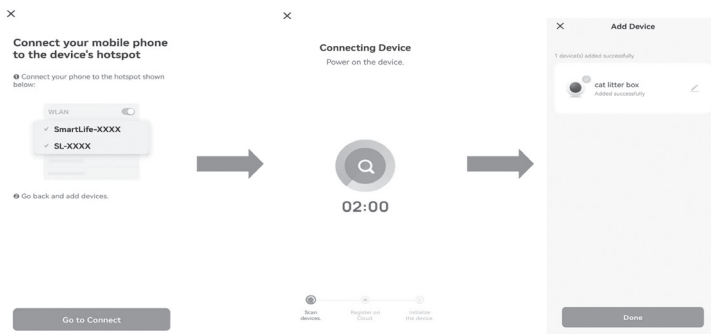 Connect your mobile phone
to the device's hotspot
❶ Connect your phone to the hotspot shown
below:
WLAN
✓ SmartLife-XXXX
✓ SL-XXXX
❷ Go back and add devices.
Go to Connect
Connecting Device
Power on the device.
02:00
Scan
devices.
Register on
Cloud.
Initialize
the device.
Add Device
1 device(s) added successfully
cat litter box
Added successfully
Done